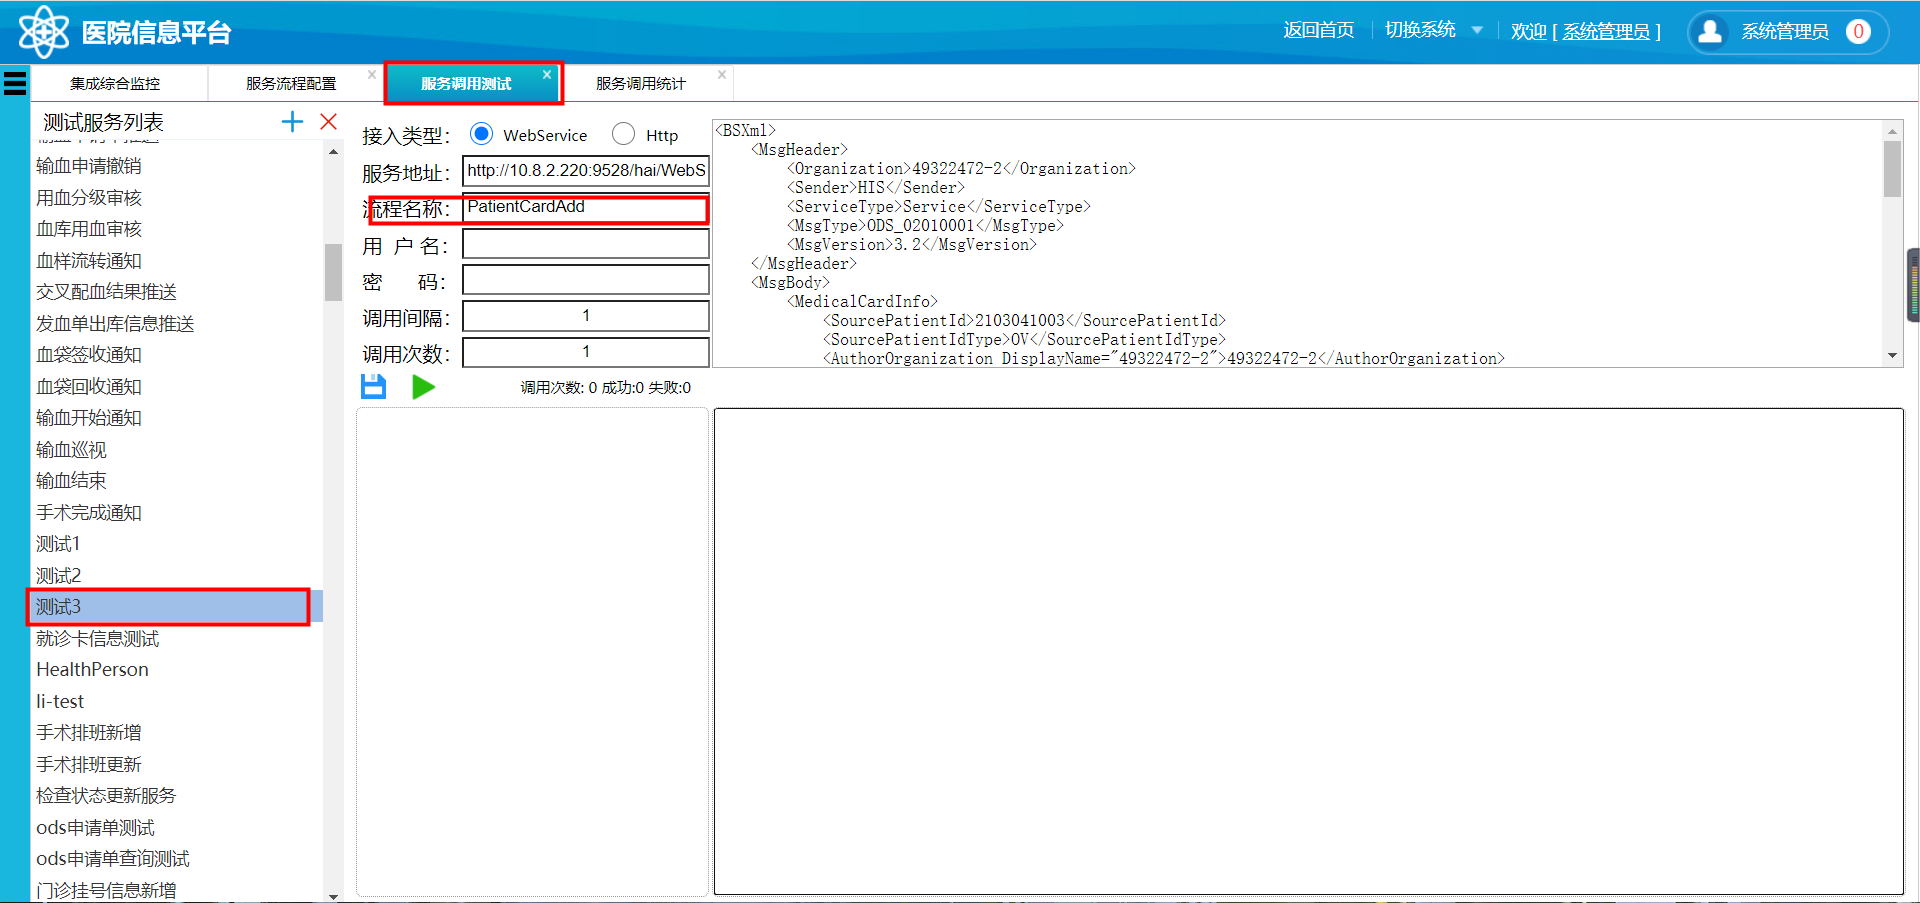 医院信息平台
返回首页 切换系统 欢迎 [ 系统管理员 ] 系统管理员 0
集成综合监控 服务流程配置 × 服务调用测试 × 服务调用统计 ×
测试服务列表
输血申请撤销
用血分级审核
血库用血审核
血样流转通知
交叉配血结果推送
发血单出库信息推送
血袋签收通知
血袋回收通知
输血开始通知
输血巡视
输血结束
手术完成通知
测试1
测试2
测试3
就诊卡信息测试
HealthPerson
li-test
手术排班新增
手术排班更新
检查状态更新服务
ods申请单测试
ods申请单查询测试
门诊挂号信息新增
接入类型： WebService Http
服务地址： http://10.8.2.220:9528/hai/WebS
流程名称： PatientCardAdd
用 户 名：
密 码：
调用间隔： 1
调用次数： 1
调用次数: 0 成功:0 失败:0
<BSXml>
<MsgHeader>
<Organization>49322472-2</Organization>
<Sender>HIS</Sender>
<ServiceType>Service</ServiceType>
<MsgType>ODS_02010001</MsgType>
<MsgVersion>3.2</MsgVersion>
</MsgHeader>
<MsgBody>
<MedicalCardInfo>
<SourcePatientId>2103041003</SourcePatientId>
<SourcePatientIdType>OV</SourcePatientIdType>
<AuthorOrganization DisplayName="49322472-2">49322472-2</AuthorOrganization>